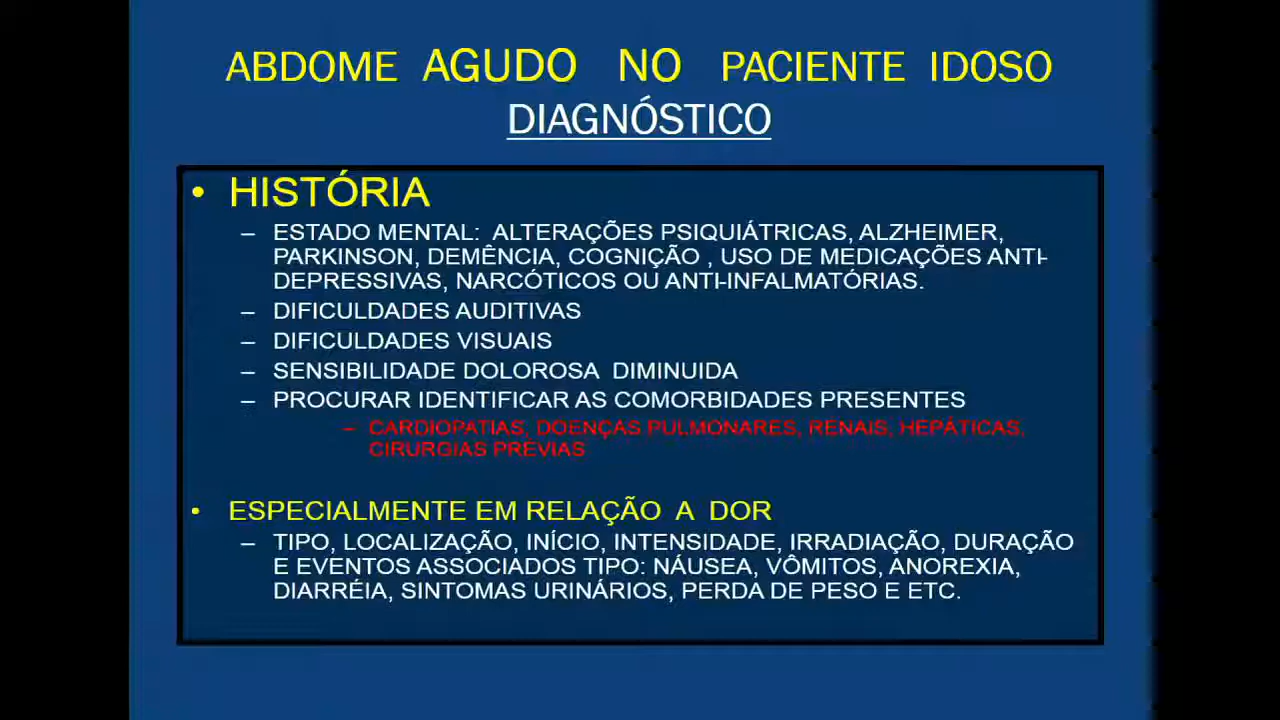 ABDOME AGUDO NO PACIENTE IDOSO
DIAGNÓSTICO
• HISTÓRIA
– ESTADO MENTAL: ALTERAÇÕES PSIQUIÁTRICAS, ALZHEIMER,
PARKINSON, DEMÊNCIA, COGNIÇÃO , USO DE MEDICAÇÕES ANTI-
DEPRESSIVAS, NARCÓTICOS OU ANTI-INFALMATÓRIAS.
– DIFICULDADES AUDITIVAS
– DIFICULDADES VISUAIS
– SENSIBILIDADE DOLOROSA DIMINUIDA
– PROCURAR IDENTIFICAR AS COMORBIDADES PRESENTES
– CARDIOPATIAS, DOENÇAS PULMONARES, RENAIS, HEPÁTICAS,
CIRURGIAS PREVIAS
• ESPECIALMENTE EM RELAÇÃO A DOR
– TIPO, LOCALIZAÇÃO, INÍCIO, INTENSIDADE, IRRADIAÇÃO, DURAÇÃO
E EVENTOS ASSOCIADOS TIPO: NÁUSEA, VÔMITOS, ANOREXIA,
DIARRÉIA, SINTOMAS URINÁRIOS, PERDA DE PESO E ETC.